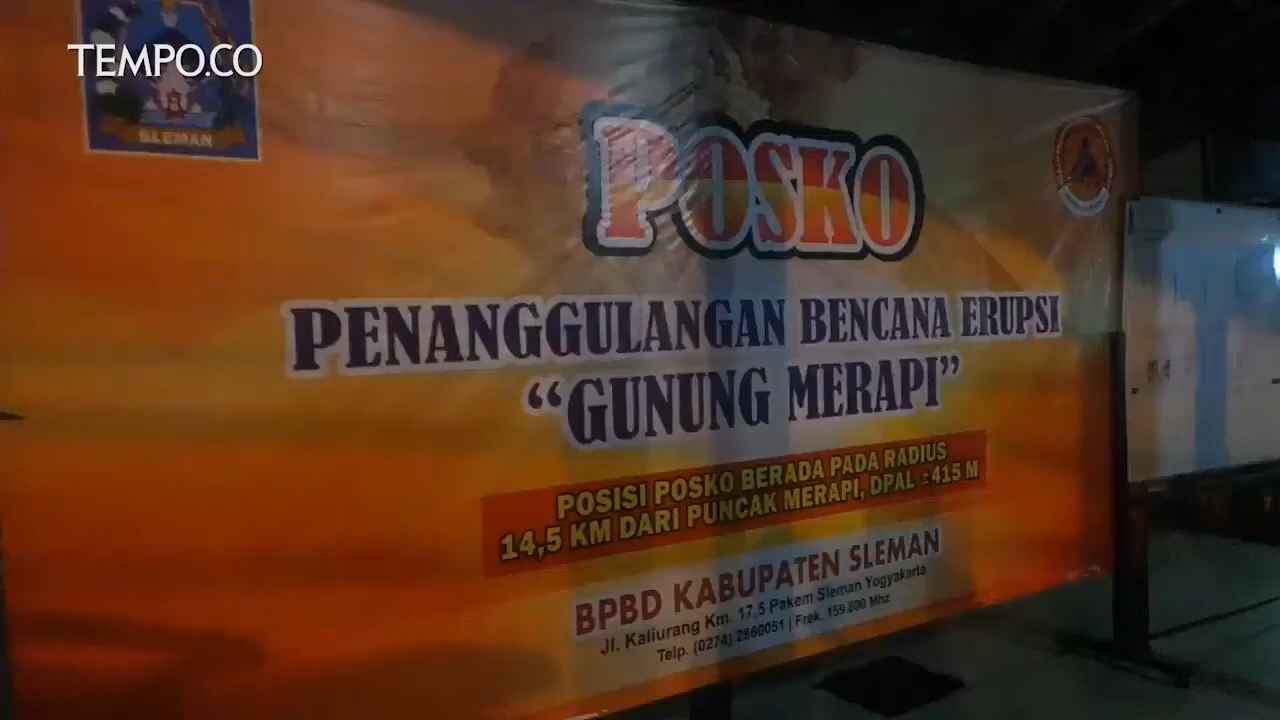 TEMPO.CO
SLEMAN
POSKO
PENANGGULANGAN BENCANA ERUPSI
“GUNUNG MERAPI”
POSISI POSKO BERADA PADA RADIUS
14,5 KM DARI PUNCAK MERAPI, DPAL ±415 M
BPBD KABUPATEN SLEMAN
Jl. Kaliurang Km. 17,5 Pakem Sleman Yogyakarta
Telp. (0274) 2860051 | Frek. 159.800 Mhz